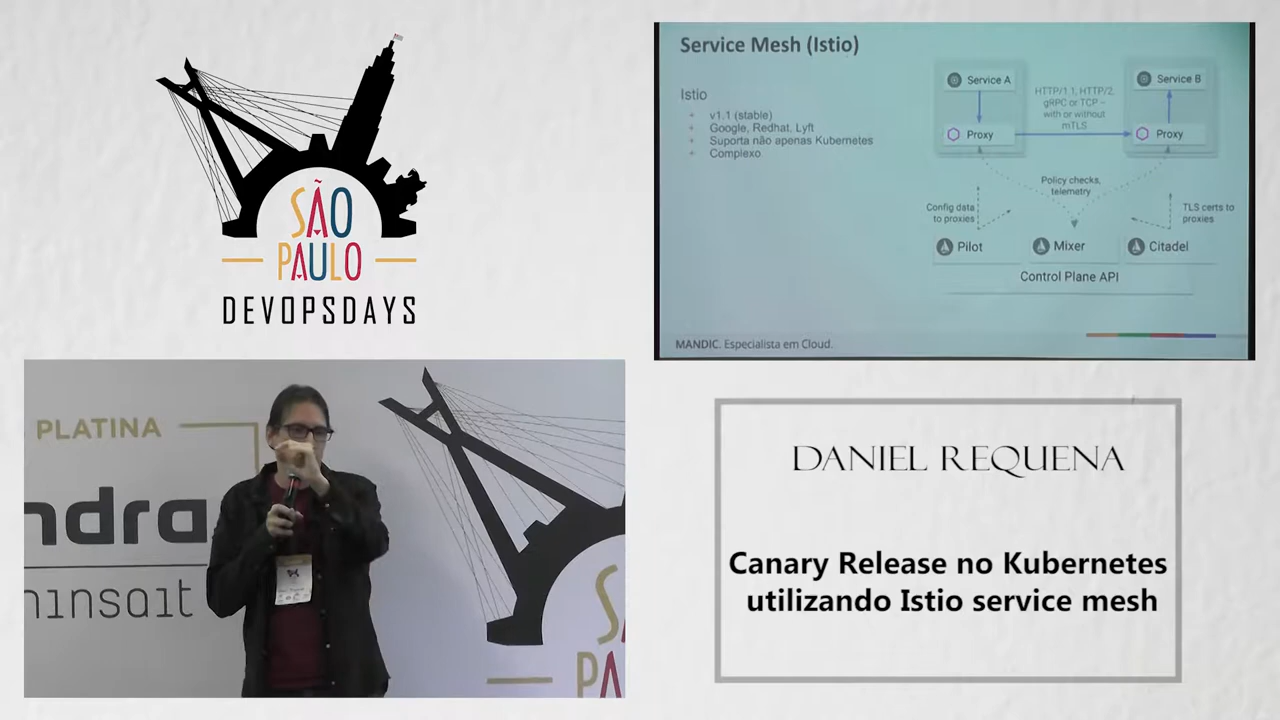 SÃO
PAULO
DEVOPSDAYS
Service Mesh (Istio)
Istio
v1.1 (stable)
Google, Redhat, Lyft
Suporta não apenas Kubernetes
Complexo
Service A
Service B
HTTP/1.1, HTTP/2,
gRPC or TCP –
with or without
mTLS
Proxy
Proxy
Policy checks,
telemetry
Config data
to proxies
TLS certs to
proxies
Pilot
Mixer
Citadel
Control Plane API
MANDIC. Especialista em Cloud.
PLATINA
ndra
minsait
SÃ
PA
DANIEL REQUENA
Canary Release no Kubernetes
utilizando Istio service mesh